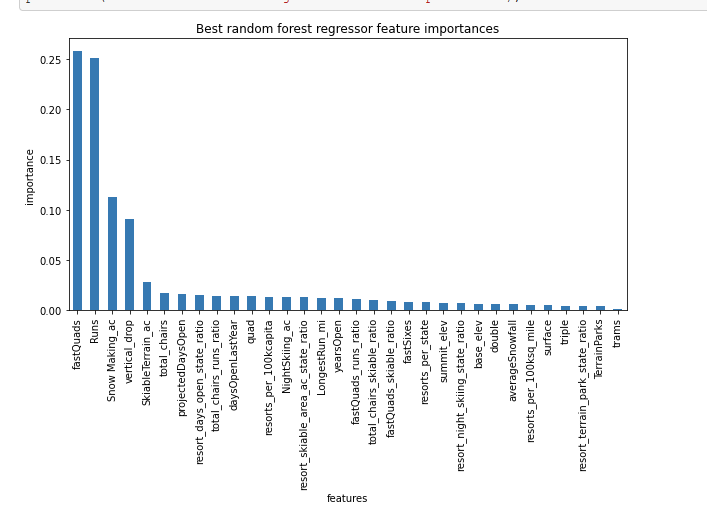 Best random forest regressor feature importances
0.25
0.20
0.15
0.10
0.05
0.00
importance
fastQuads
Runs
Snow Making_ac
vertical_drop
SkiableTerrain_ac
total_chairs
projectedDaysOpen
resort_days_open_state_ratio
total_chairs_runs_ratio
daysOpenLastYear
quad
resorts_per_100kcapita
NightSkiing_ac
resort_skiable_area_ac_state_ratio
LongestRun_mi
yearsOpen
fastQuads_runs_ratio
total_chairs_skiable_ratio
fastQuads_skiable_ratio
fastSixes
resorts_per_state
summit_elev
resort_night_skiing_state_ratio
base_elev
double
averageSnowfall
resorts_per_100ksq_mile
surface
triple
resort_terrain_park_state_ratio
TerrainParks
trams
features